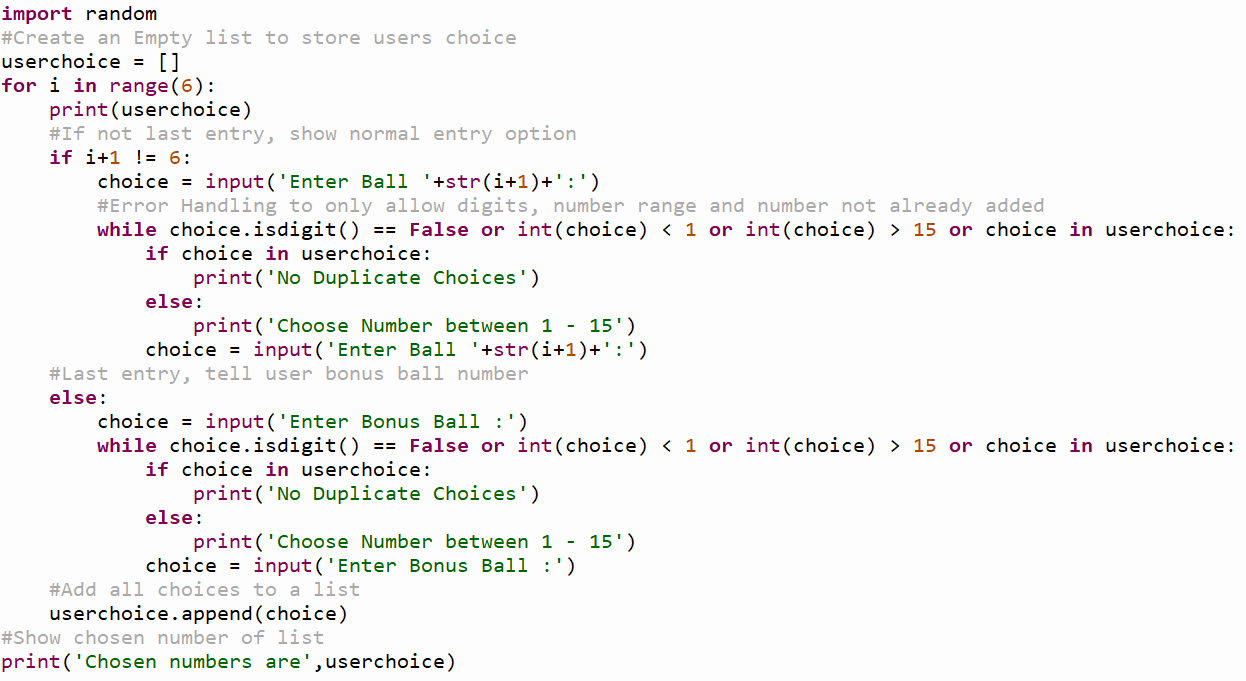 import random
#Create an Empty list to store users choice
userchoice = []
for i in range(6):
    print(userchoice)
    #If not last entry, show normal entry option
    if i+1 != 6:
        choice = input('Enter Ball '+str(i+1)+':')
        #Error Handling to only allow digits, number range and number not already added
        while choice.isdigit() == False or int(choice) < 1 or int(choice) > 15 or choice in userchoice:
            if choice in userchoice:
                print('No Duplicate Choices')
            else:
                print('Choose Number between 1 - 15')
            choice = input('Enter Ball '+str(i+1)+':')
    #Last entry, tell user bonus ball number
    else:
        choice = input('Enter Bonus Ball :')
        while choice.isdigit() == False or int(choice) < 1 or int(choice) > 15 or choice in userchoice:
            if choice in userchoice:
                print('No Duplicate Choices')
            else:
                print('Choose Number between 1 - 15')
            choice = input('Enter Bonus Ball :')
    #Add all choices to a list
    userchoice.append(choice)
#Show chosen number of list
print('Chosen numbers are',userchoice)